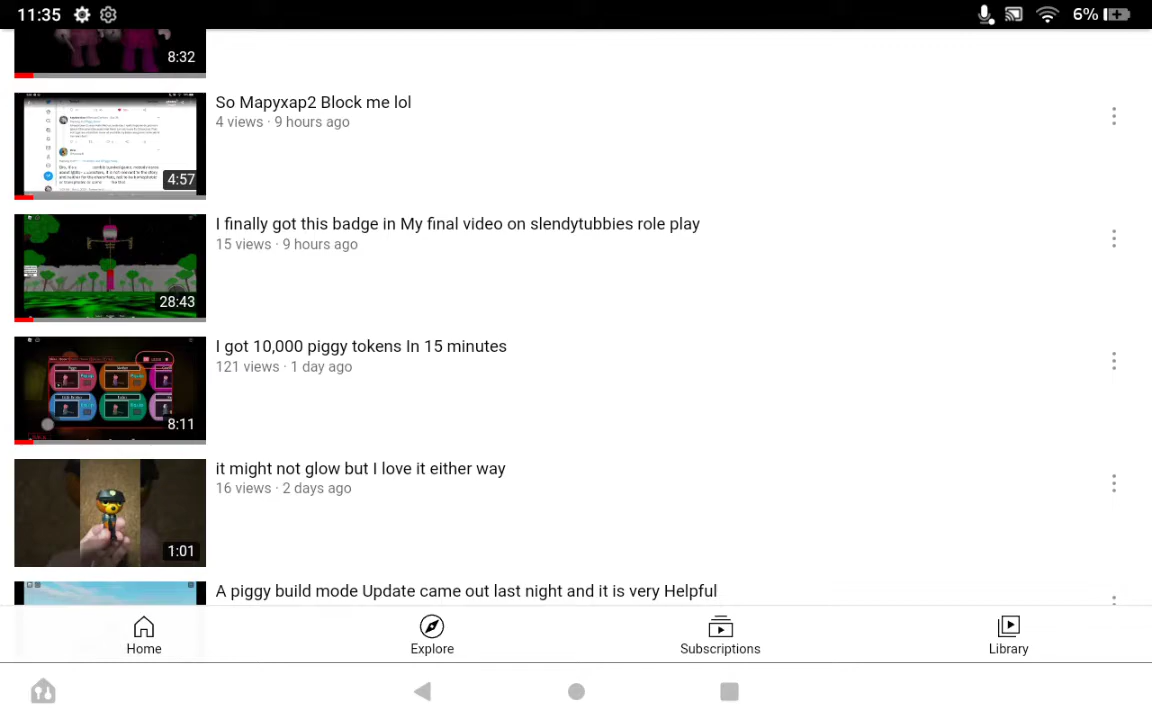 11:35
6%
8:32
So Mapyxap2 Block me lol
4 views · 9 hours ago
4:57
I finally got this badge in My final video on slendytubbies role play
15 views · 9 hours ago
28:43
I got 10,000 piggy tokens In 15 minutes
121 views · 1 day ago
8:11
it might not glow but I love it either way
16 views · 2 days ago
1:01
A piggy build mode Update came out last night and it is very Helpful
Home
Explore
Subscriptions
Library